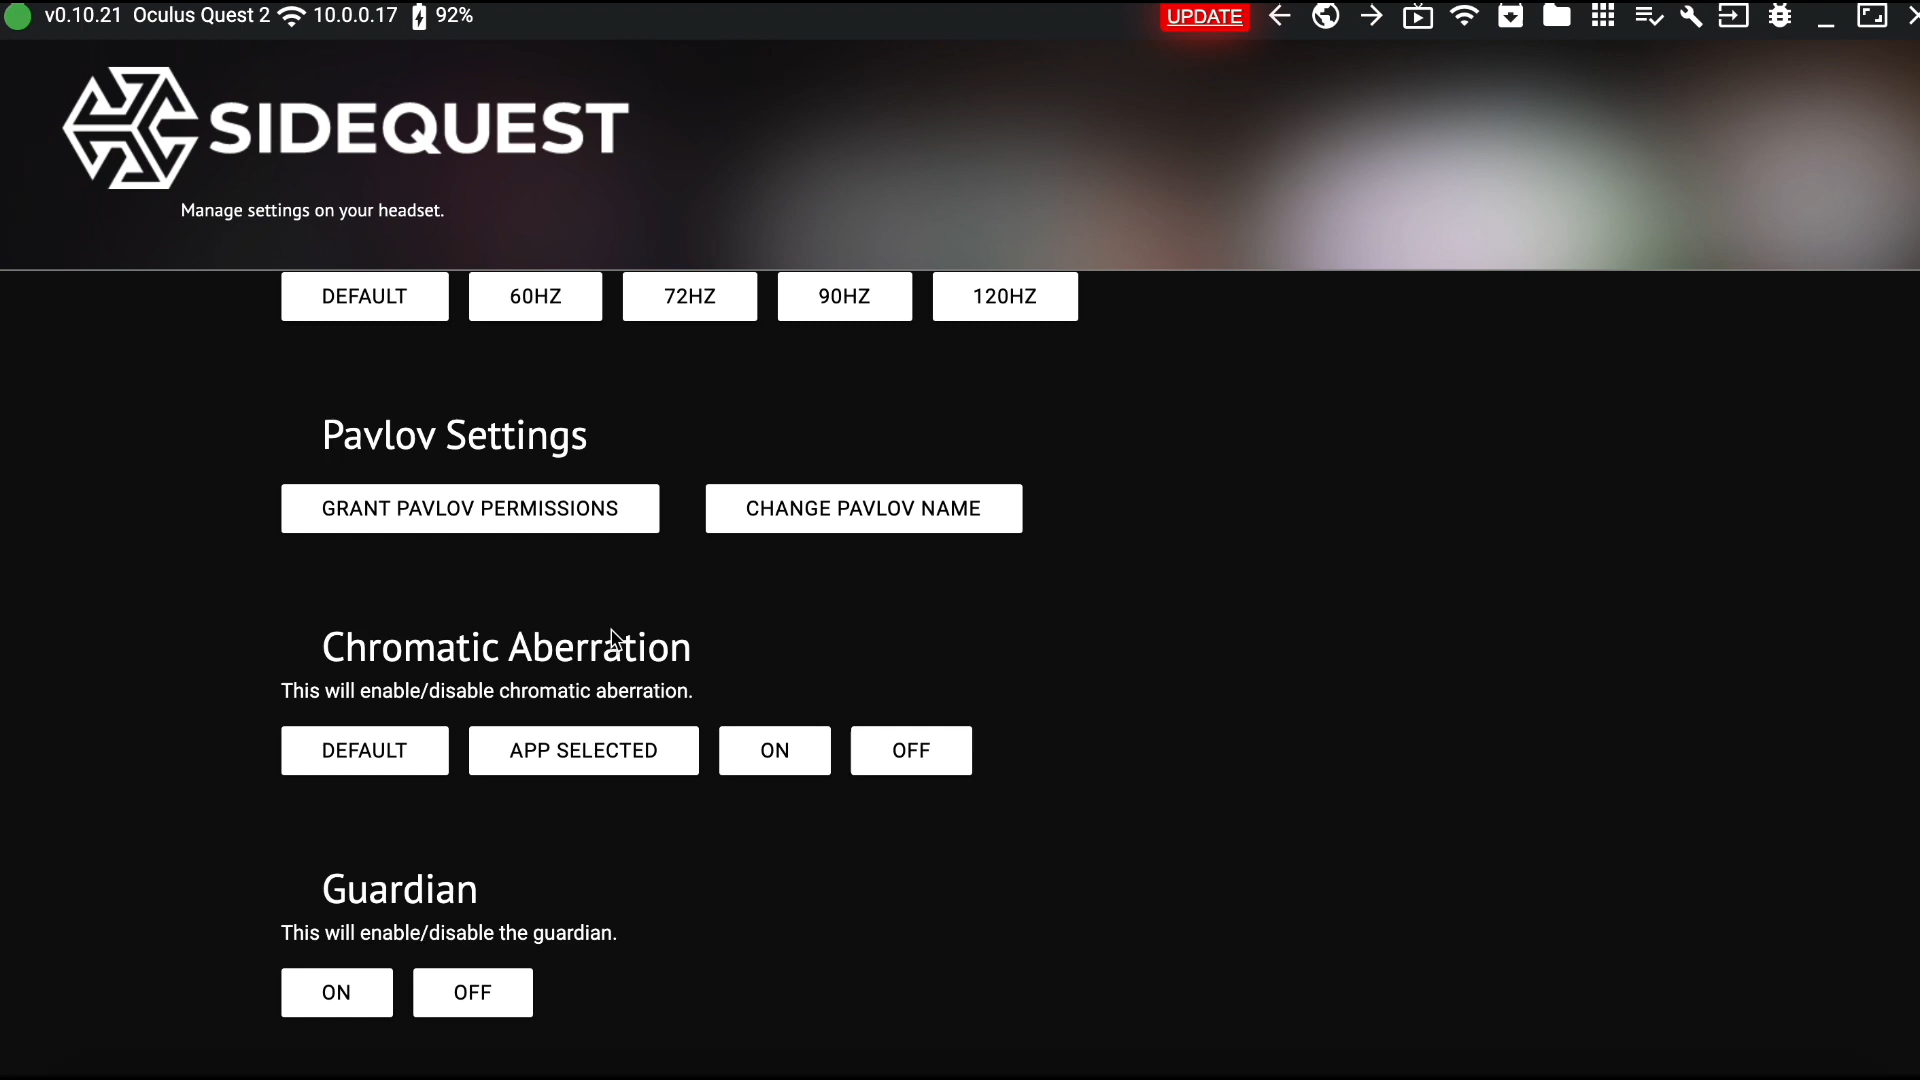 v0.10.21 Oculus Quest 2 10.0.0.17 92% UPDATE
SIDEQUEST
Manage settings on your headset.
DEFAULT 60HZ 72HZ 90HZ 120HZ
Pavlov Settings
GRANT PAVLOV PERMISSIONS CHANGE PAVLOV NAME
Chromatic Aberration
This will enable/disable chromatic aberration.
DEFAULT APP SELECTED ON OFF
Guardian
This will enable/disable the guardian.
ON OFF